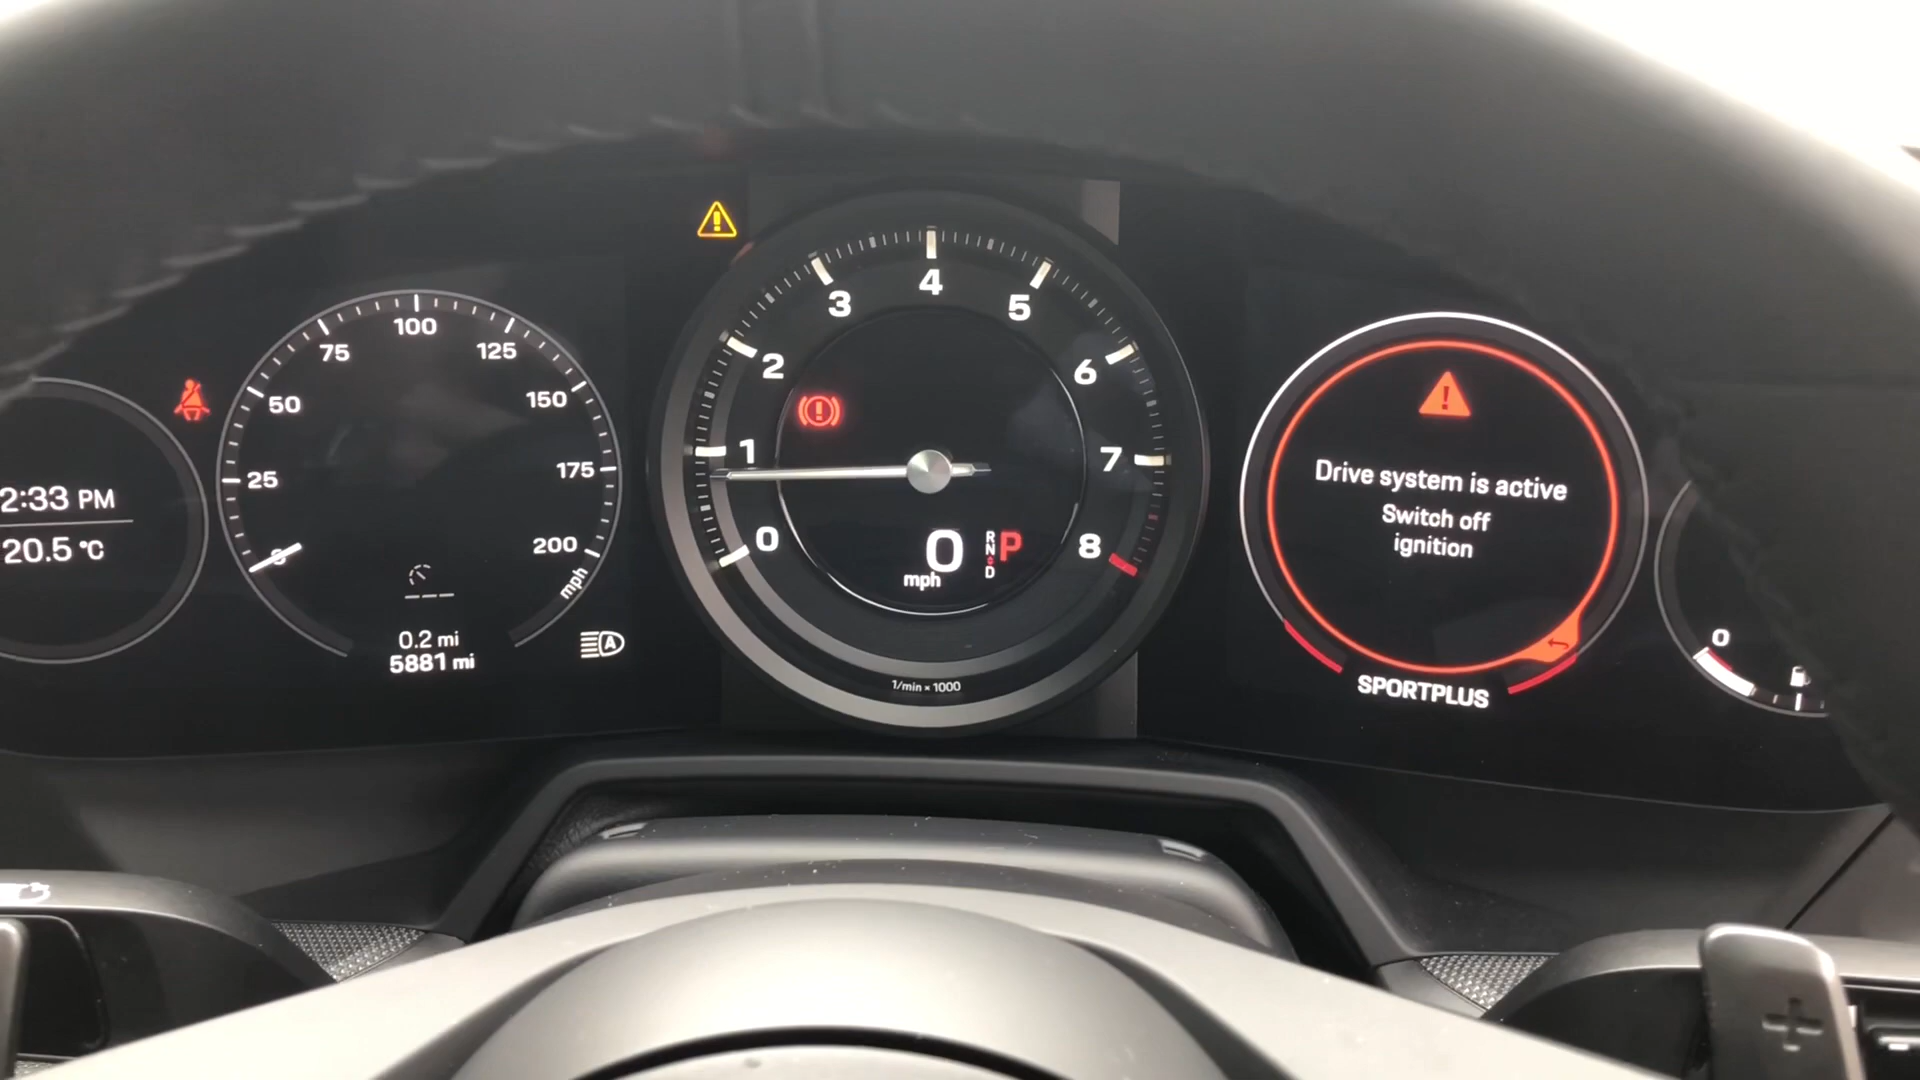 2:33 PM
20.5 °C
0
25
50
75
100
125
150
175
200
mph
0.2 mi
5881 mi
A
0
1
2
3
4
5
6
7
8
0
mph
R
N
D
P
1/min × 1000
Drive system is active
Switch off
ignition
SPORTPLUS
0